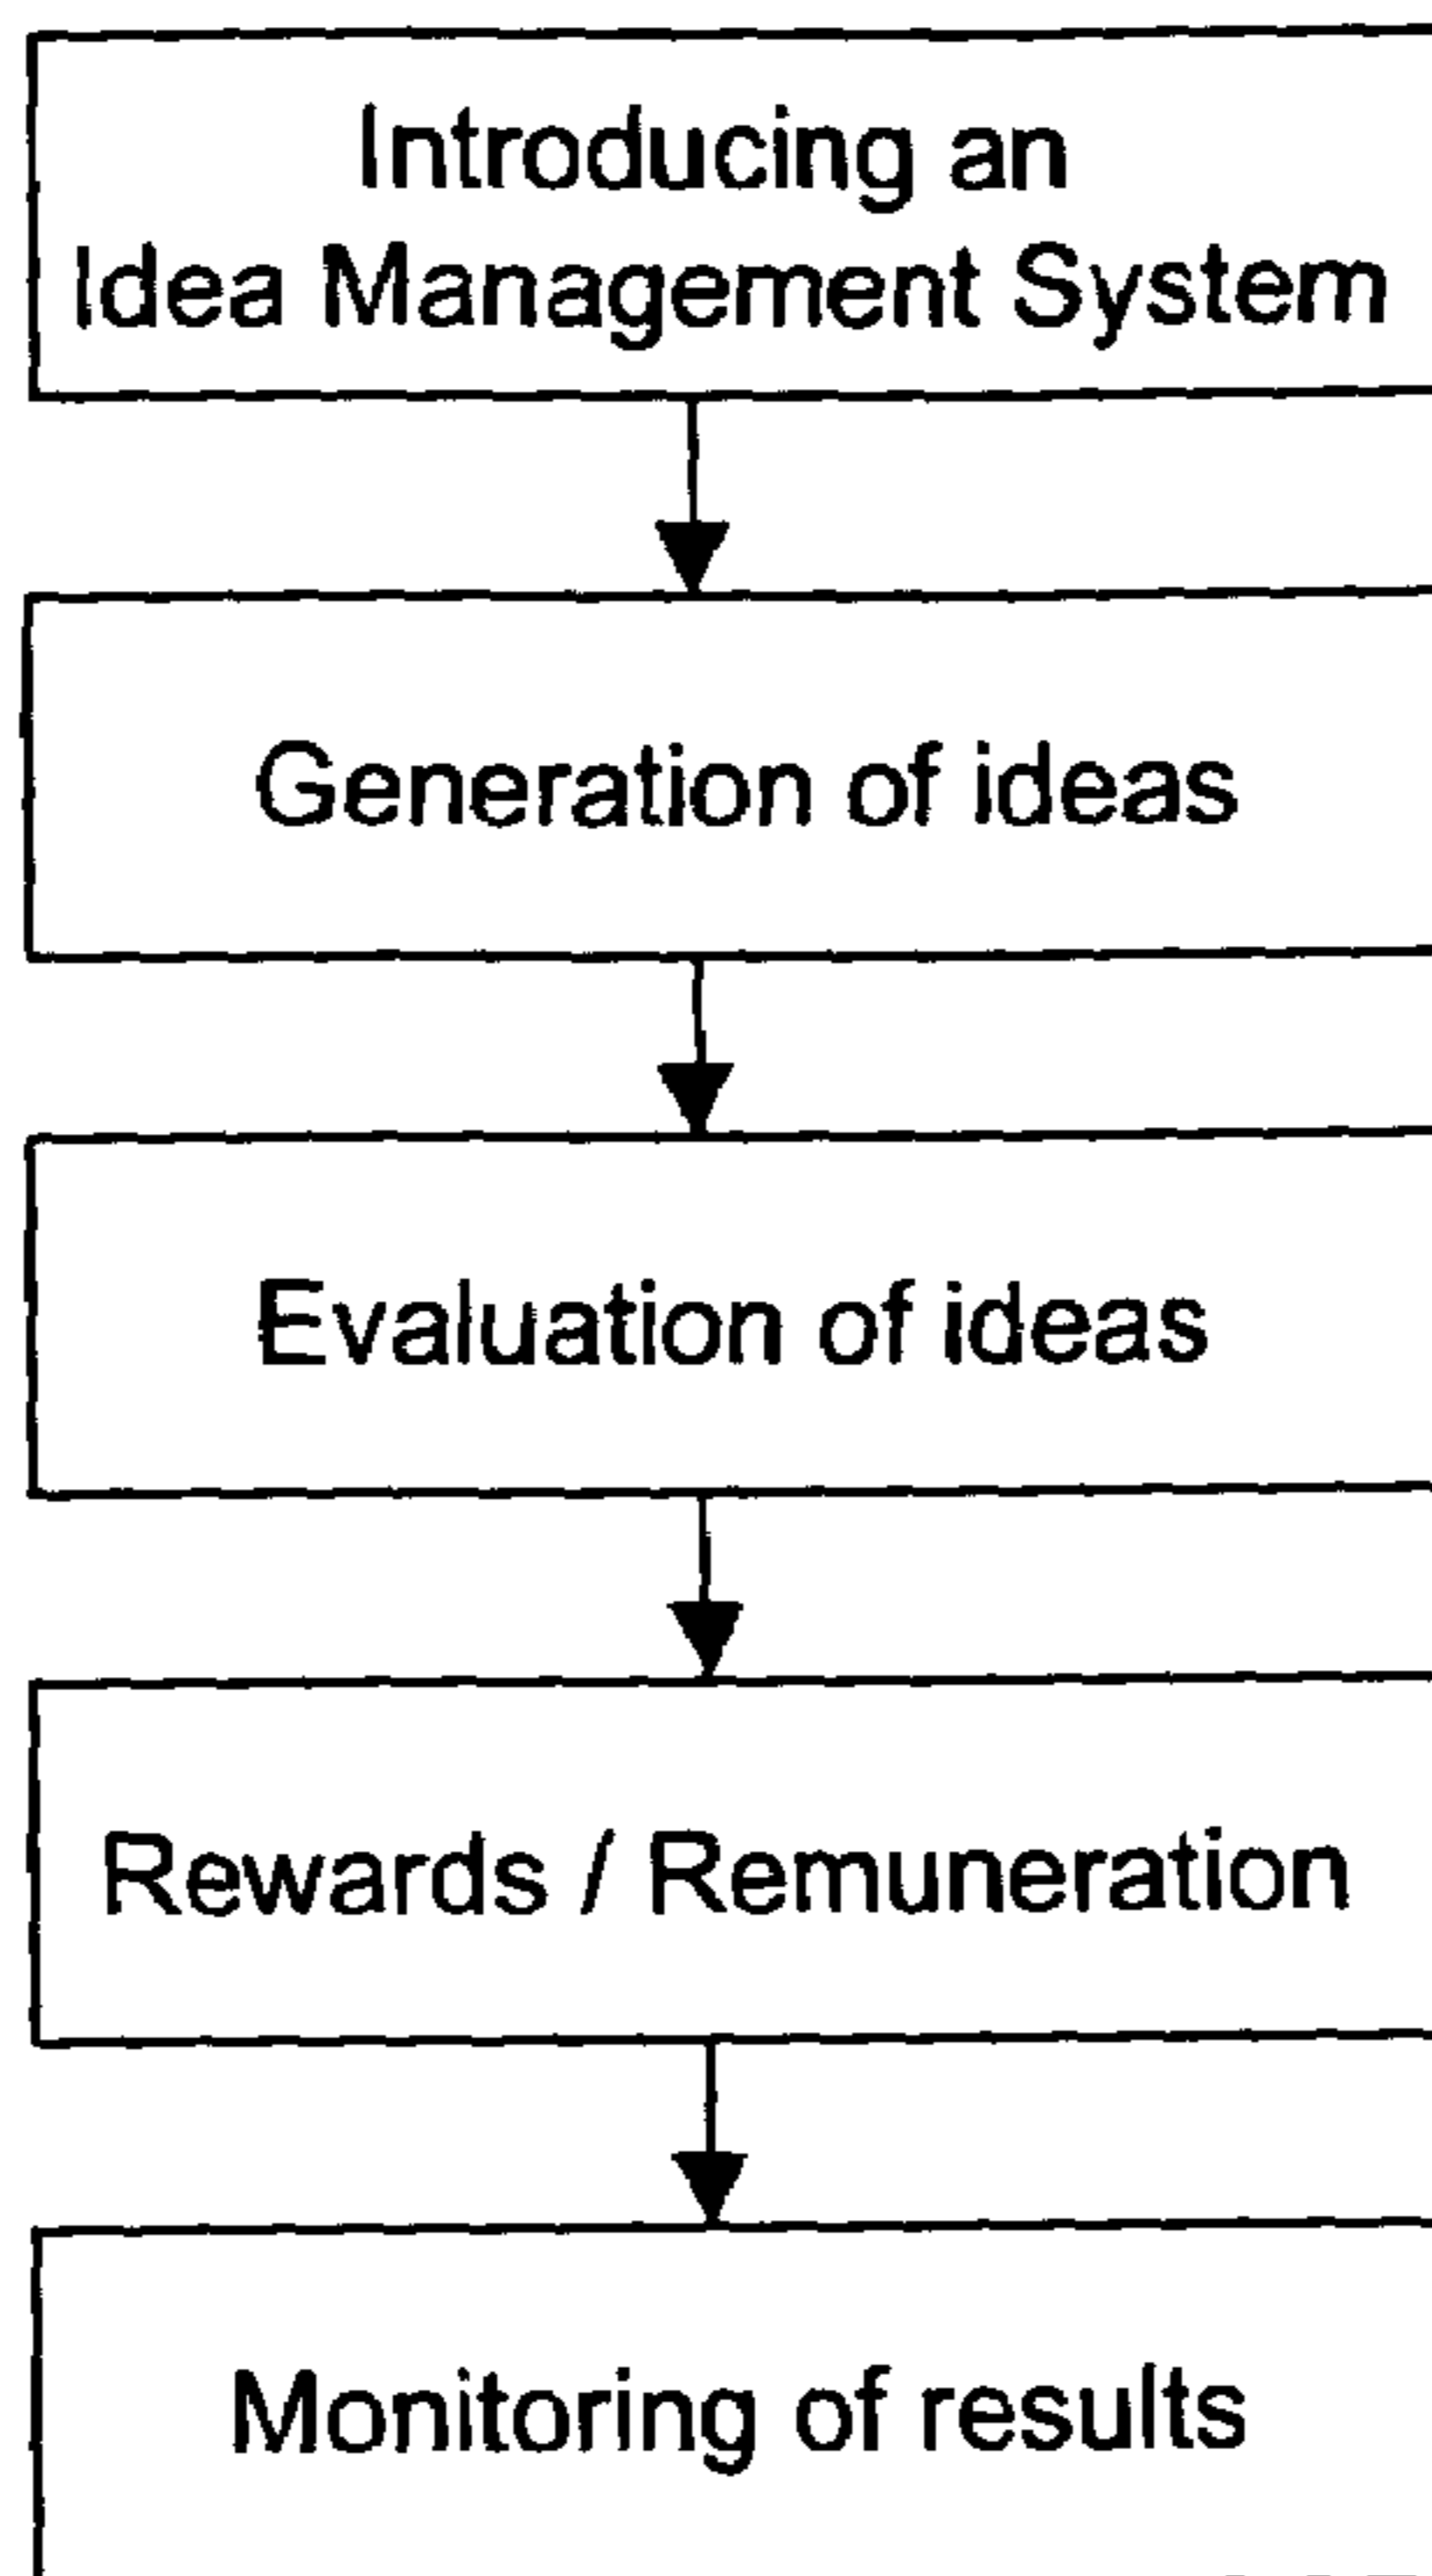 Introducing an
Idea Management System
Generation of ideas
Evaluation of ideas
Rewards / Remuneration
Monitoring of results